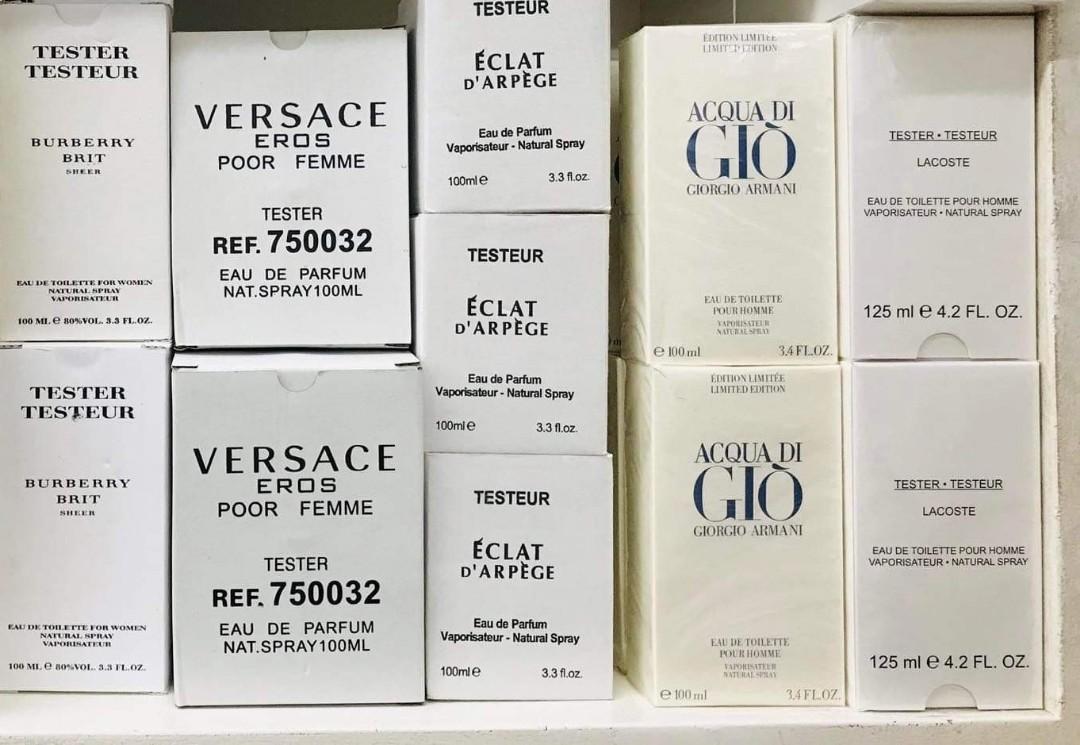 TESTER
TESTEUR
BURBERRY
BRIT
SHEER
EAU DE TOILETTE FOR WOMEN
NATURAL SPRAY
VAPORISATEUR
100 ML e 80%VOL. 3.3 FL.OZ.
TESTER
TESTEUR
BURBERRY
BRIT
SHEER
EAU DE TOILETTE FOR WOMEN
NATURAL SPRAY
VAPORISATEUR
100 ML e 80%VOL. 3.3 FL.OZ.
VERSACE
EROS
POOR FEMME
TESTER
REF. 750032
EAU DE PARFUM
NAT.SPRAY100ML
VERSACE
EROS
POOR FEMME
TESTER
REF. 750032
EAU DE PARFUM
NAT.SPRAY100ML
TESTEUR
ÉCLAT
D'ARPÈGE
Eau de Parfum
Vaporisateur - Natural Spray
100ml e 3.3 fl.oz.
TESTEUR
ÉCLAT
D'ARPÈGE
Eau de Parfum
Vaporisateur - Natural Spray
100ml e 3.3 fl.oz.
TESTEUR
ÉCLAT
D'ARPÈGE
Eau de Parfum
Vaporisateur - Natural Spray
100ml e 3.3 fl.oz.
ÉDITION LIMITÉE
LIMITED EDITION
ACQUA DI
GIÒ
GIORGIO ARMANI
EAU DE TOILETTE
POUR HOMME
VAPORISATEUR
NATURAL SPRAY
e 100 ml 3.4 FL.OZ.
ÉDITION LIMITÉE
LIMITED EDITION
ACQUA DI
GIÒ
GIORGIO ARMANI
EAU DE TOILETTE
POUR HOMME
VAPORISATEUR
NATURAL SPRAY
e 100 ml 3.4 FL.OZ.
TESTER • TESTEUR
LACOSTE
EAU DE TOILETTE POUR HOMME
VAPORISATEUR • NATURAL SPRAY
125 ml e 4.2 FL. OZ.
TESTER • TESTEUR
LACOSTE
EAU DE TOILETTE POUR HOMME
VAPORISATEUR • NATURAL SPRAY
125 ml e 4.2 FL. OZ.